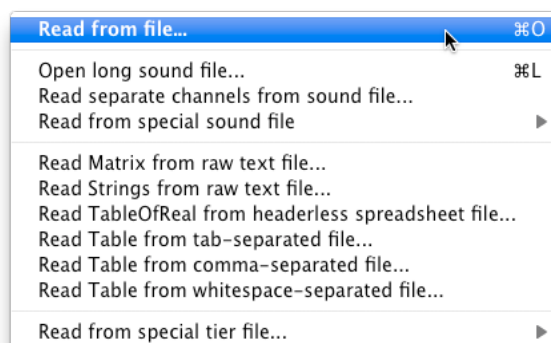 Read from file... ⌘O
Open long sound file... ⌘L
Read separate channels from sound file...
Read from special sound file
Read Matrix from raw text file...
Read Strings from raw text file...
Read TableOfReal from headerless spreadsheet file...
Read Table from tab-separated file...
Read Table from comma-separated file...
Read Table from whitespace-separated file...
Read from special tier file...